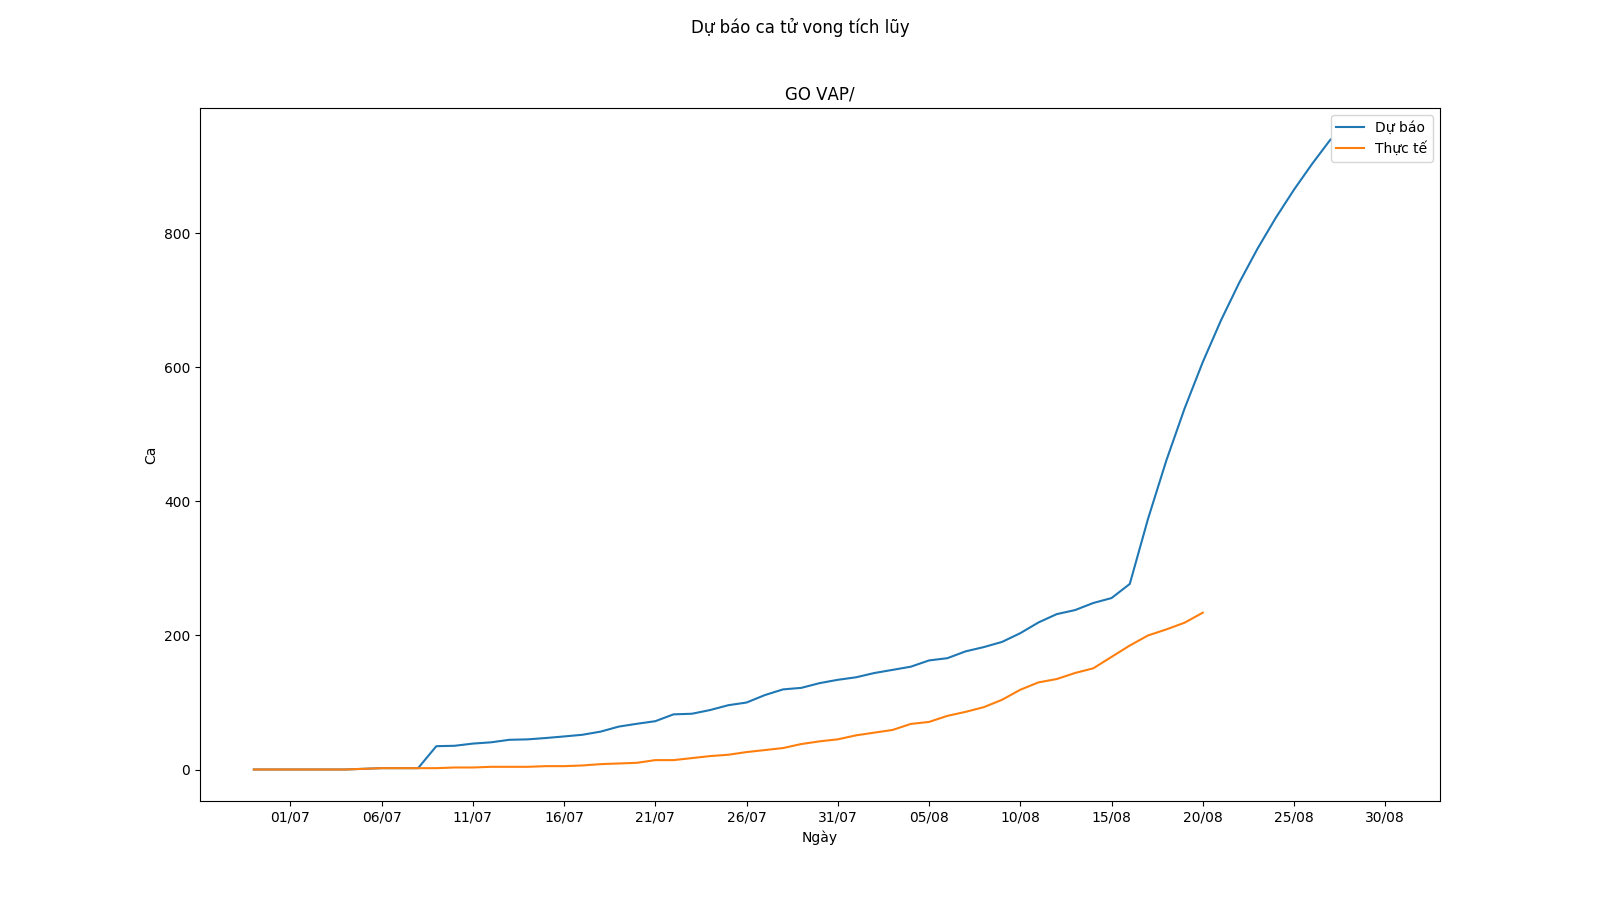 Dự báo ca tử vong tích lũy
GO VAP/
Dự báo
Thực tế
800
600
400
200
0
Ca
01/07 06/07 11/07 16/07 21/07 26/07 31/07 05/08 10/08 15/08 20/08 25/08 30/08
Ngày